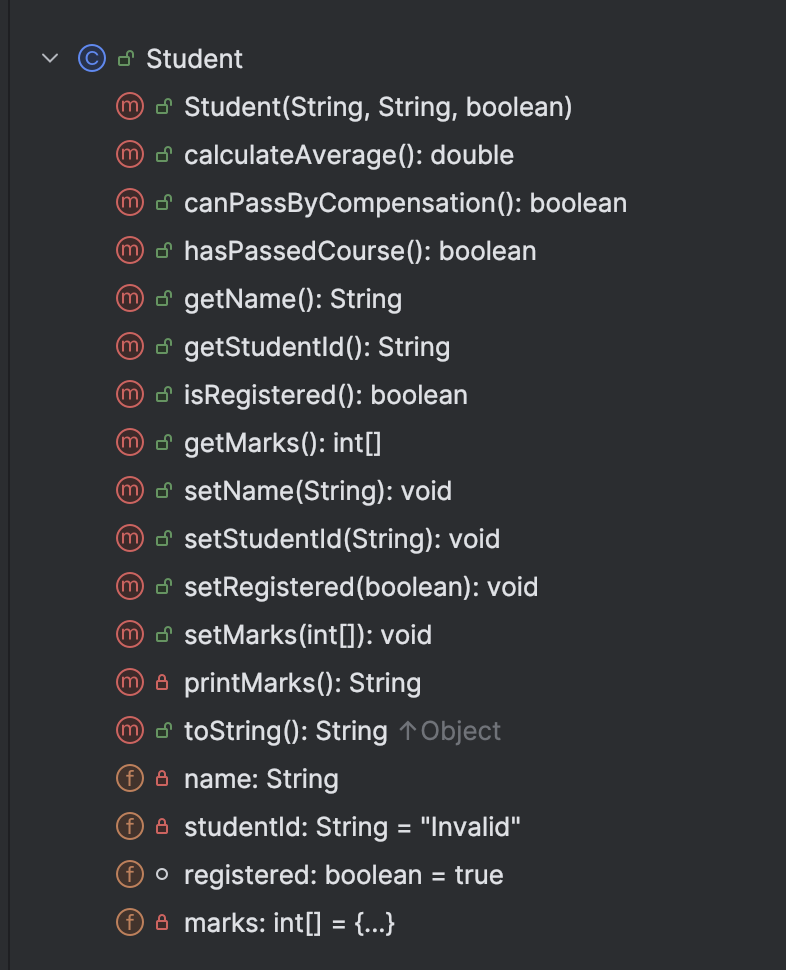 C Student
m Student(String, String, boolean)
m calculateAverage(): double
m canPassByCompensation(): boolean
m hasPassedCourse(): boolean
m getName(): String
m getStudentId(): String
m isRegistered(): boolean
m getMarks(): int[]
m setName(String): void
m setStudentId(String): void
m setRegistered(boolean): void
m setMarks(int[]): void
m printMarks(): String
m toString(): String ↑Object
f name: String
f studentId: String = "Invalid"
f registered: boolean = true
f marks: int[] = {...}